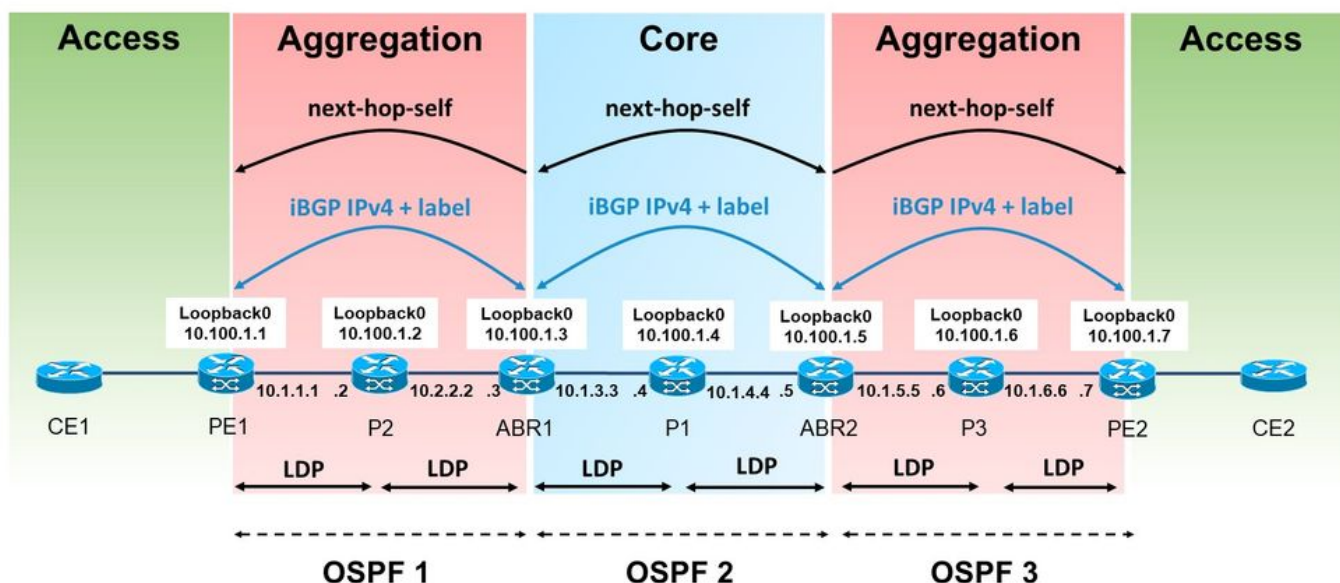 Access
Aggregation
Core
Aggregation
Access
next-hop-self
next-hop-self
next-hop-self
iBGP IPv4 + label
iBGP IPv4 + label
iBGP IPv4 + label
Loopback0
10.100.1.1
Loopback0
10.100.1.2
Loopback0
10.100.1.3
Loopback0
10.100.1.4
Loopback0
10.100.1.5
Loopback0
10.100.1.6
Loopback0
10.100.1.7
10.1.1.1 .2
10.2.2.2 .3
10.1.3.3 .4
10.1.4.4 .5
10.1.5.5 .6
10.1.6.6 .7
CE1
PE1
P2
ABR1
P1
ABR2
P3
PE2
CE2
LDP
LDP
LDP
LDP
LDP
LDP
OSPF 1
OSPF 2
OSPF 3